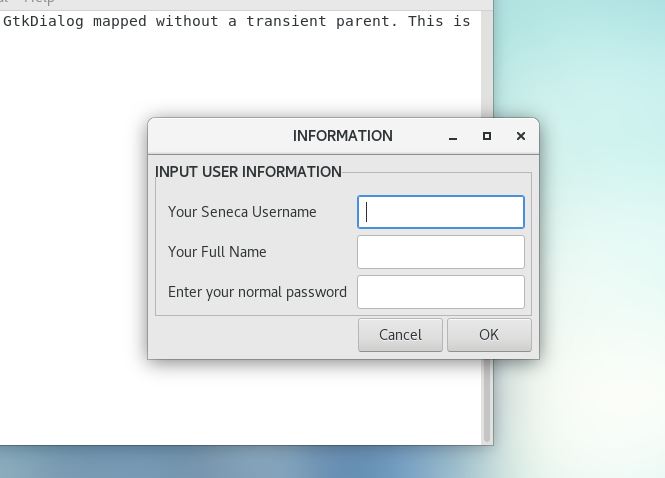 GtkDialog mapped without a transient parent. This is
INFORMATION
INPUT USER INFORMATION
Your Seneca Username
Your Full Name
Enter your normal password
Cancel OK